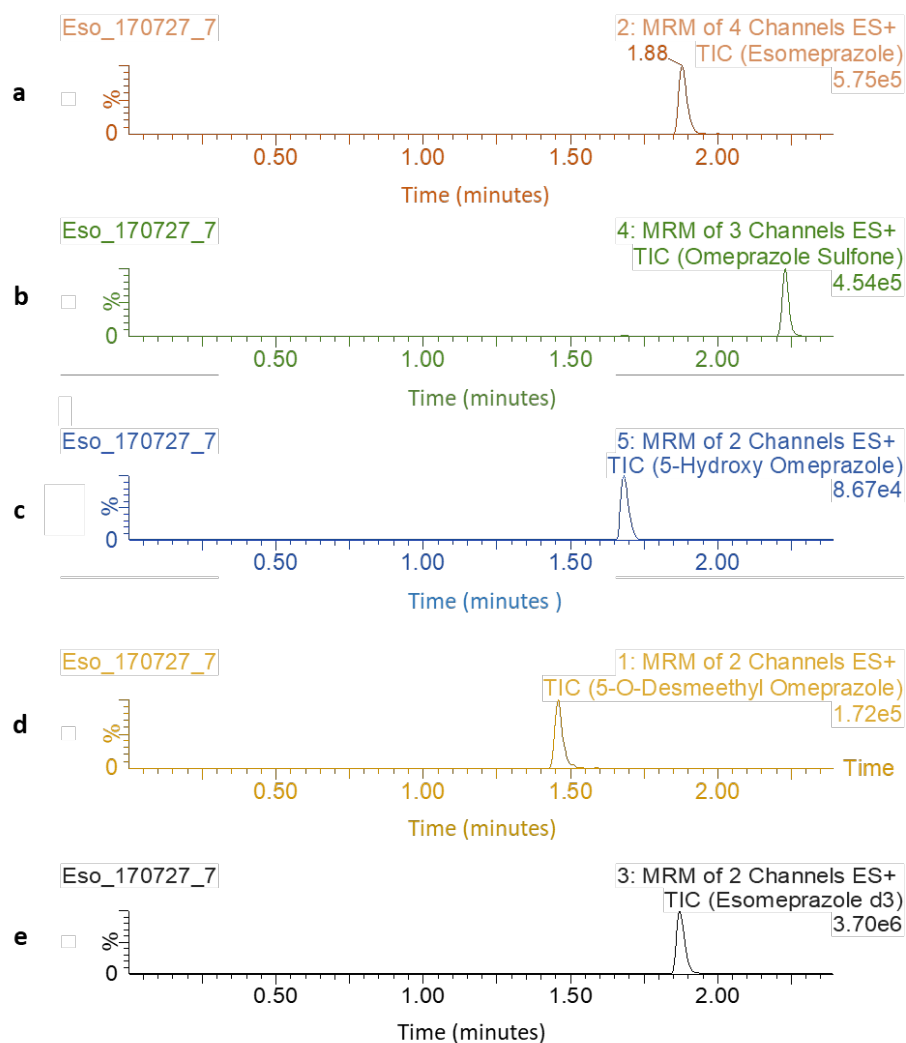 Eso_170727_7
2: MRM of 4 Channels ES+
TIC (Esomeprazole)
5.75e5
1.88
a
%
0
0.50 1.00 1.50 2.00
Time (minutes)
Eso_170727_7
4: MRM of 3 Channels ES+
TIC (Omeprazole Sulfone)
4.54e5
b
%
0
0.50 1.00 1.50 2.00
Time (minutes)
Eso_170727_7
5: MRM of 2 Channels ES+
TIC (5-Hydroxy Omeprazole)
8.67e4
c
%
0
0.50 1.00 1.50 2.00
Time (minutes )
Eso_170727_7
1: MRM of 2 Channels ES+
TIC (5-O-Desmeethyl Omeprazole)
1.72e5
d
%
0
Time
0.50 1.00 1.50 2.00
Time (minutes)
Eso_170727_7
3: MRM of 2 Channels ES+
TIC (Esomeprazole d3)
3.70e6
e
%
0
0.50 1.00 1.50 2.00
Time (minutes)